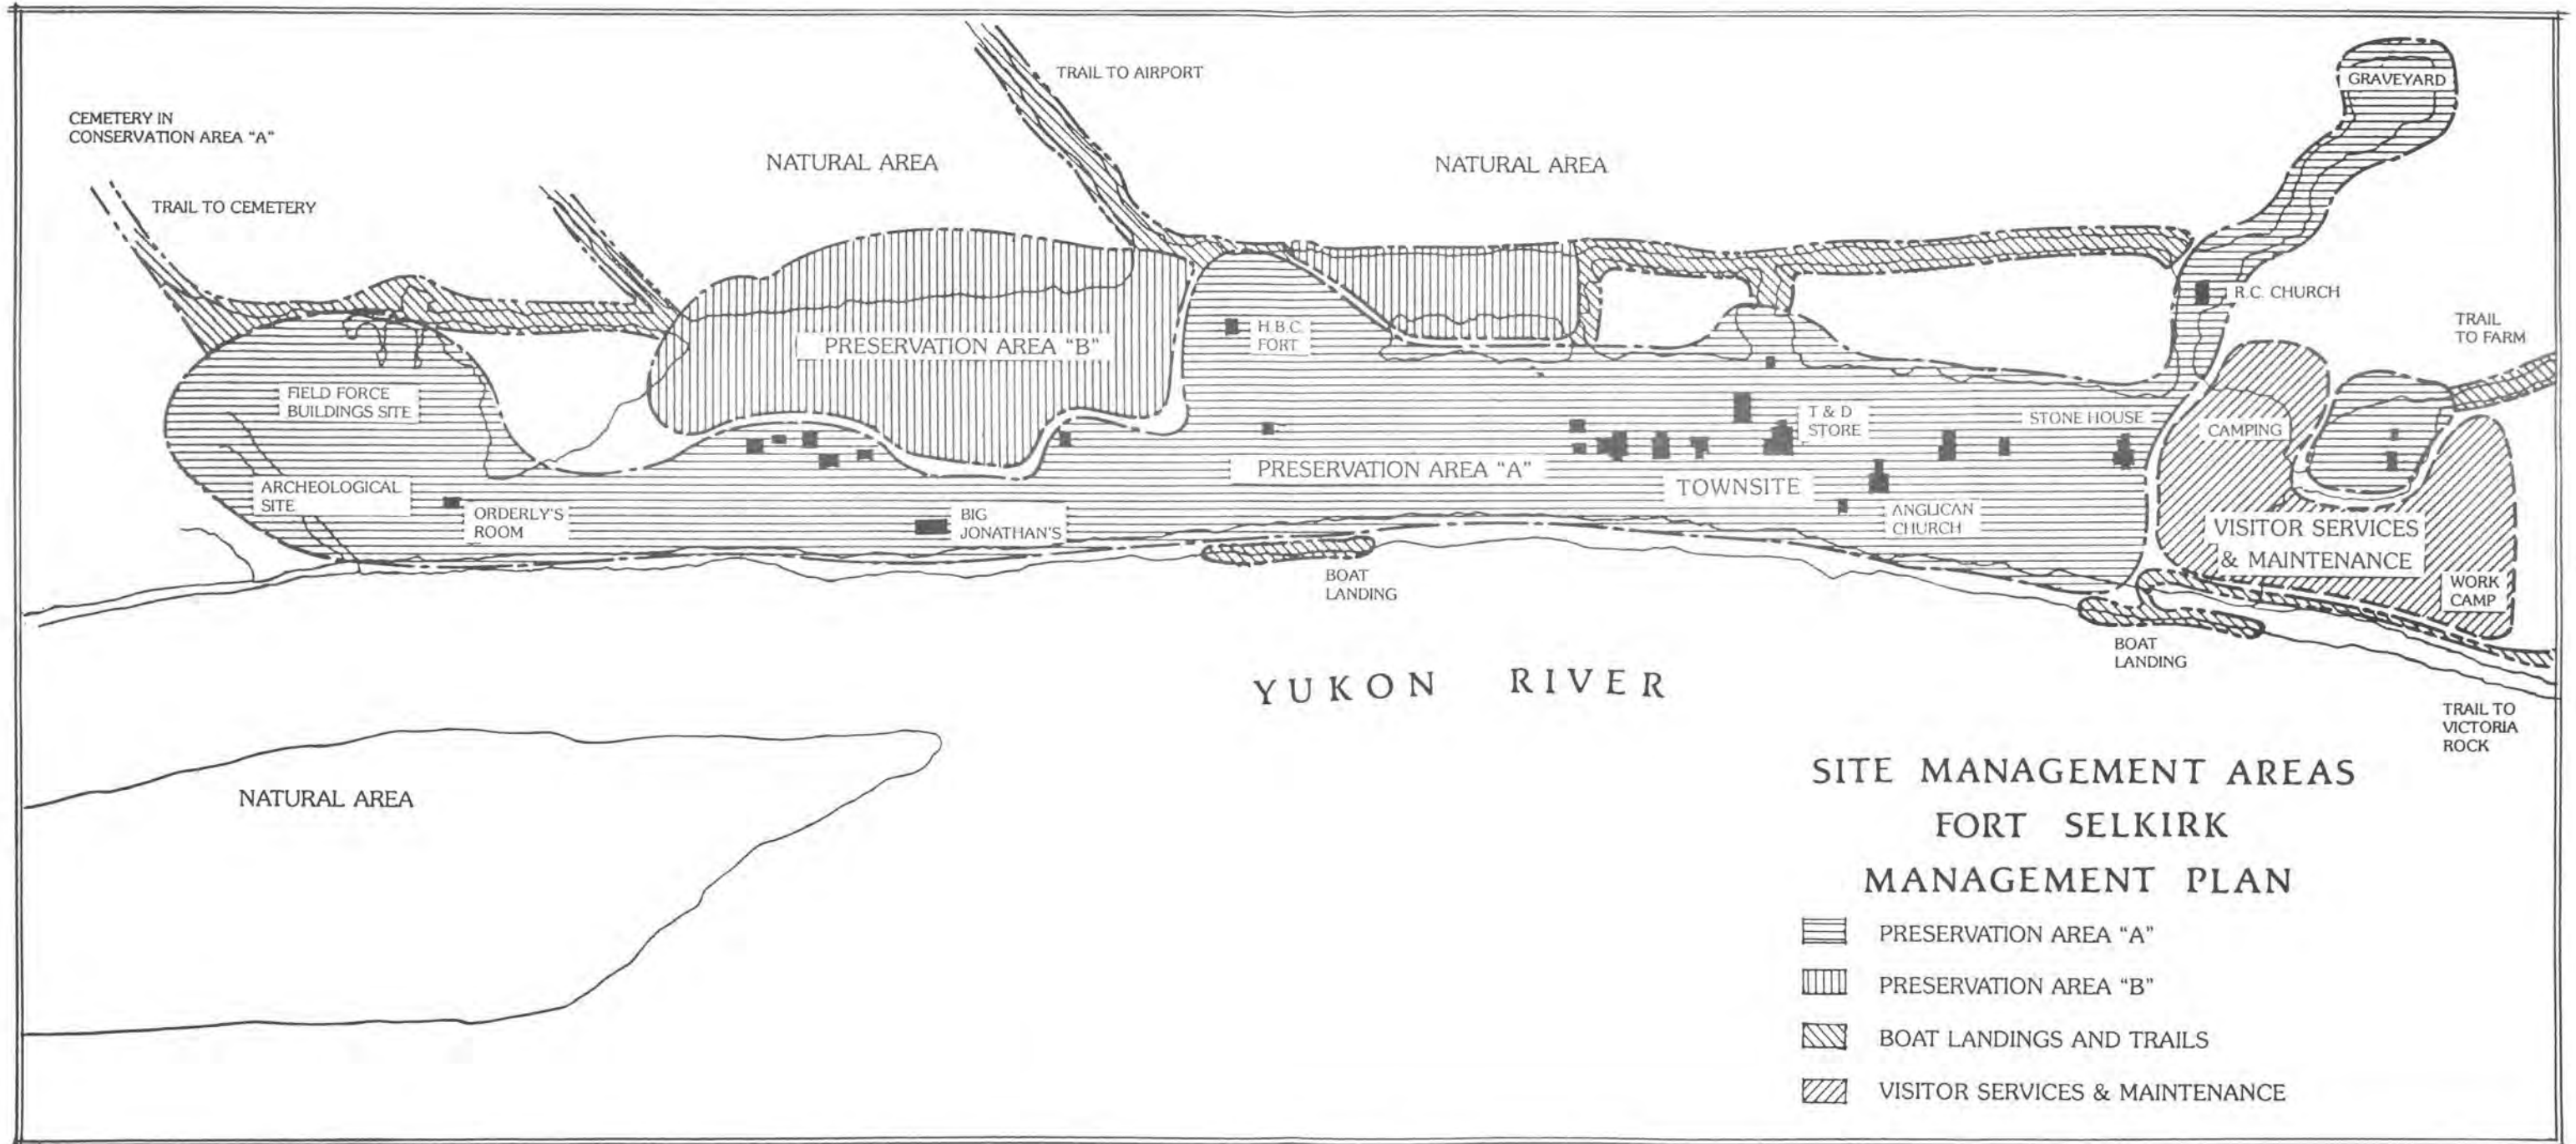 TRAIL TO AIRPORT
GRAVEYARD
CEMETERY IN
CONSERVATION AREA "A"
NATURAL AREA
NATURAL AREA
TRAIL TO CEMETERY
R.C. CHURCH
H.B.C.
FORT
TRAIL
TO FARM
PRESERVATION AREA "B"
FIELD FORCE
BUILDINGS SITE
T & D
STORE
STONE HOUSE
CAMPING
PRESERVATION AREA "A"
TOWNSITE
ARCHEOLOGICAL
SITE
ORDERLY'S
ROOM
BIG
JONATHAN'S
ANGLICAN
CHURCH
VISITOR SERVICES
& MAINTENANCE
BOAT
LANDING
WORK
CAMP
BOAT
LANDING
YUKON RIVER
TRAIL TO
VICTORIA
ROCK
NATURAL AREA
SITE MANAGEMENT AREAS
FORT SELKIRK
MANAGEMENT PLAN
PRESERVATION AREA "A"
PRESERVATION AREA "B"
BOAT LANDINGS AND TRAILS
VISITOR SERVICES & MAINTENANCE